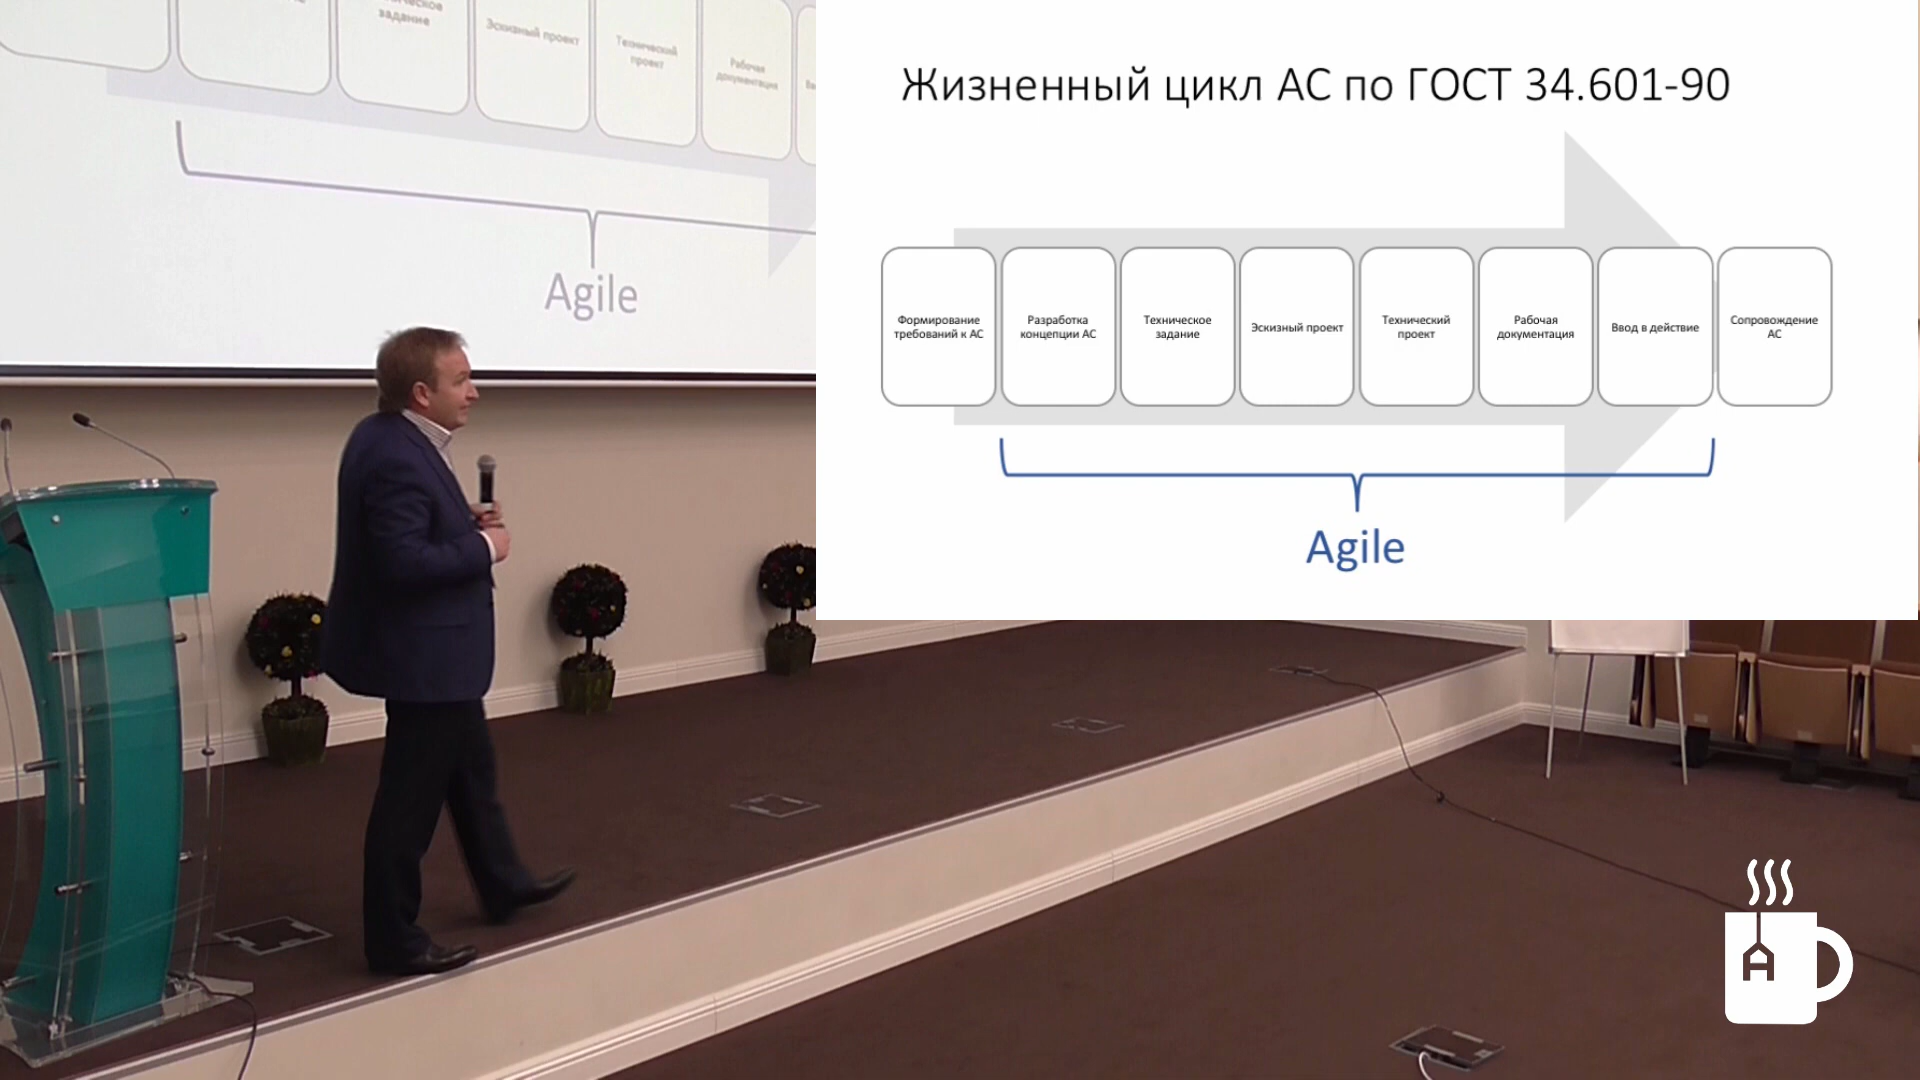 ческое
задание
Эскизный проект
Технический
проект
Рабочая
документация
Agile
Жизненный цикл АС по ГОСТ 34.601-90
Формирование
требований к АС
Разработка
концепции АС
Техническое
задание
Эскизный проект
Технический
проект
Рабочая
документация
Ввод в действие
Сопровождение
АС
Agile
А